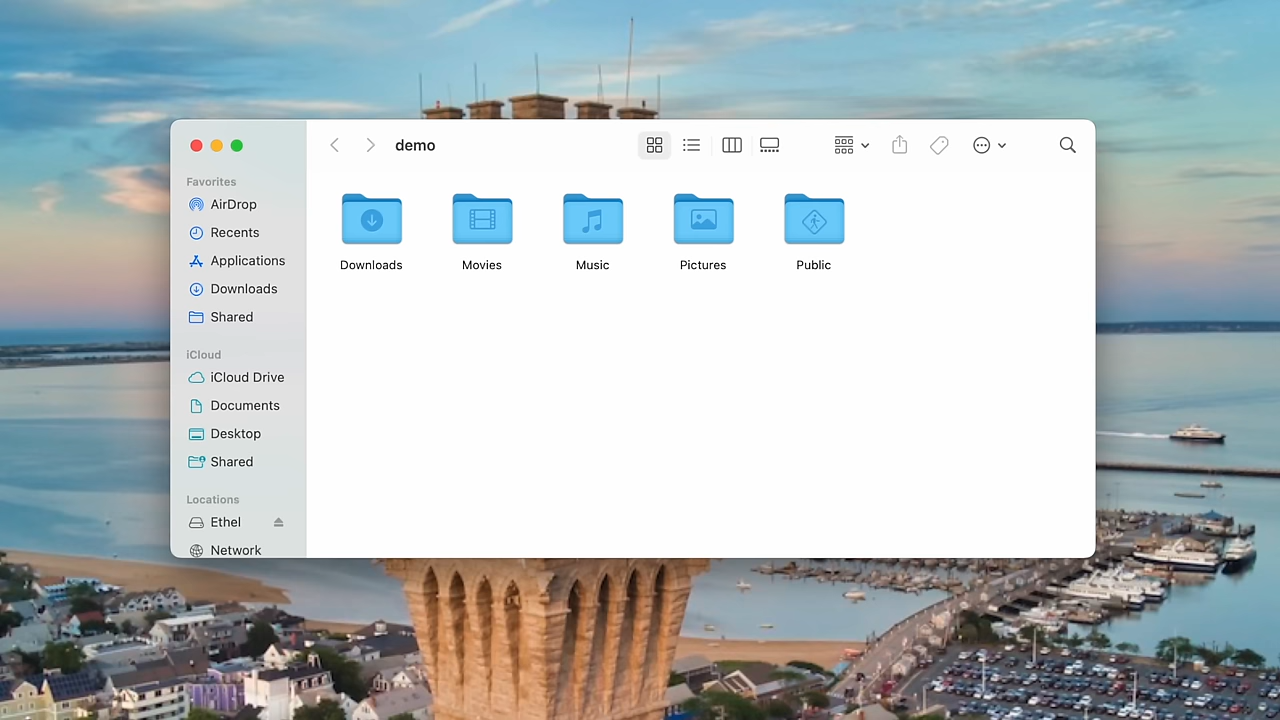 demo
Favorites
AirDrop
Recents
Applications
Downloads
Shared
iCloud
iCloud Drive
Documents
Desktop
Shared
Locations
Ethel
Network
Downloads
Movies
Music
Pictures
Public